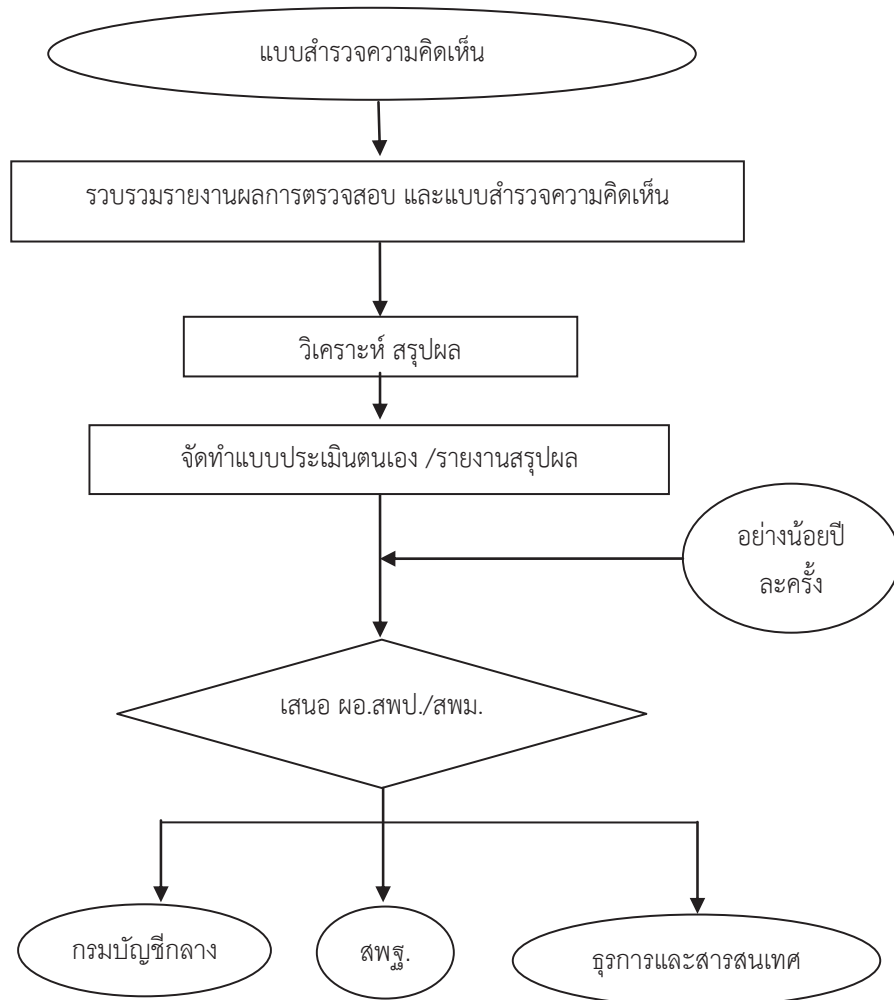 แบบสำรวจความคิดเห็น
รวบรวมรายงานผลการตรวจสอบ และแบบสำรวจความคิดเห็น
วิเคราะห์ สรุปผล
จัดทำแบบประเมินตนเอง /รายงานสรุปผล
อย่างน้อยปี
ละครั้ง
เสนอ ผอ.สพป./สพม.
กรมบัญชีกลาง
สพฐ.
ธุรการและสารสนเทศ